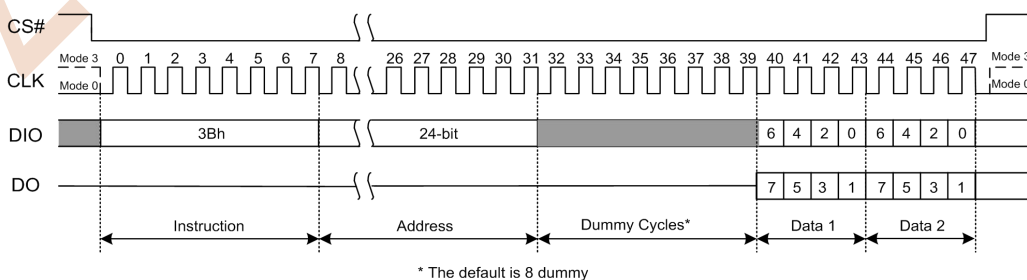 CS#
Mode 3 0 1 2 3 4 5 6 7 8 26 27 28 29 30 31 32 33 34 35 36 37 38 39 40 41 42 43 44 45 46 47 Mode 3
CLK Mode 0 Mode 0
DIO 3Bh 24-bit 6 4 2 0 6 4 2 0
DO 7 5 3 1 7 5 3 1
Instruction Address Dummy Cycles* Data 1 Data 2
* The default is 8 dummy